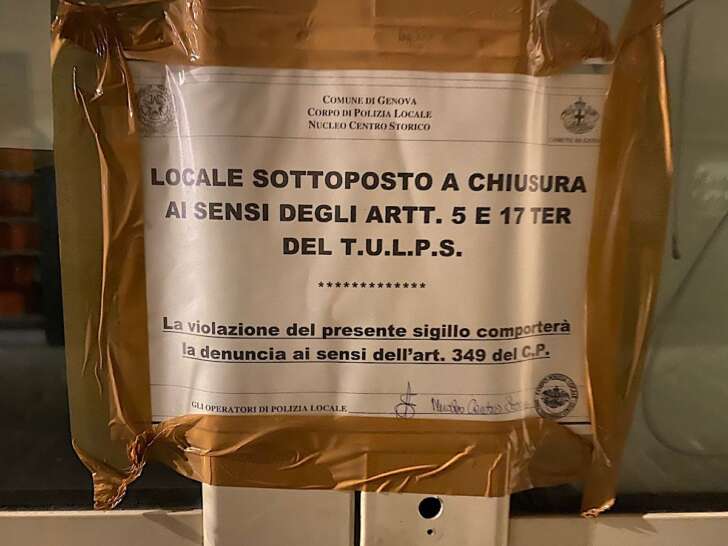 COMUNE DI GENOVA
CORPO DI POLIZIA LOCALE
NUCLEO CENTRO STORICO
LOCALE SOTTOPOSTO A CHIUSURA
AI SENSI DEGLI ARTT. 5 E 17 TER
DEL T.U.L.P.S.
*************
La violazione del presente sigillo comporterà
la denuncia ai sensi dell'art. 349 del C.P.
GLI OPERATORI DI POLIZIA LOCALE